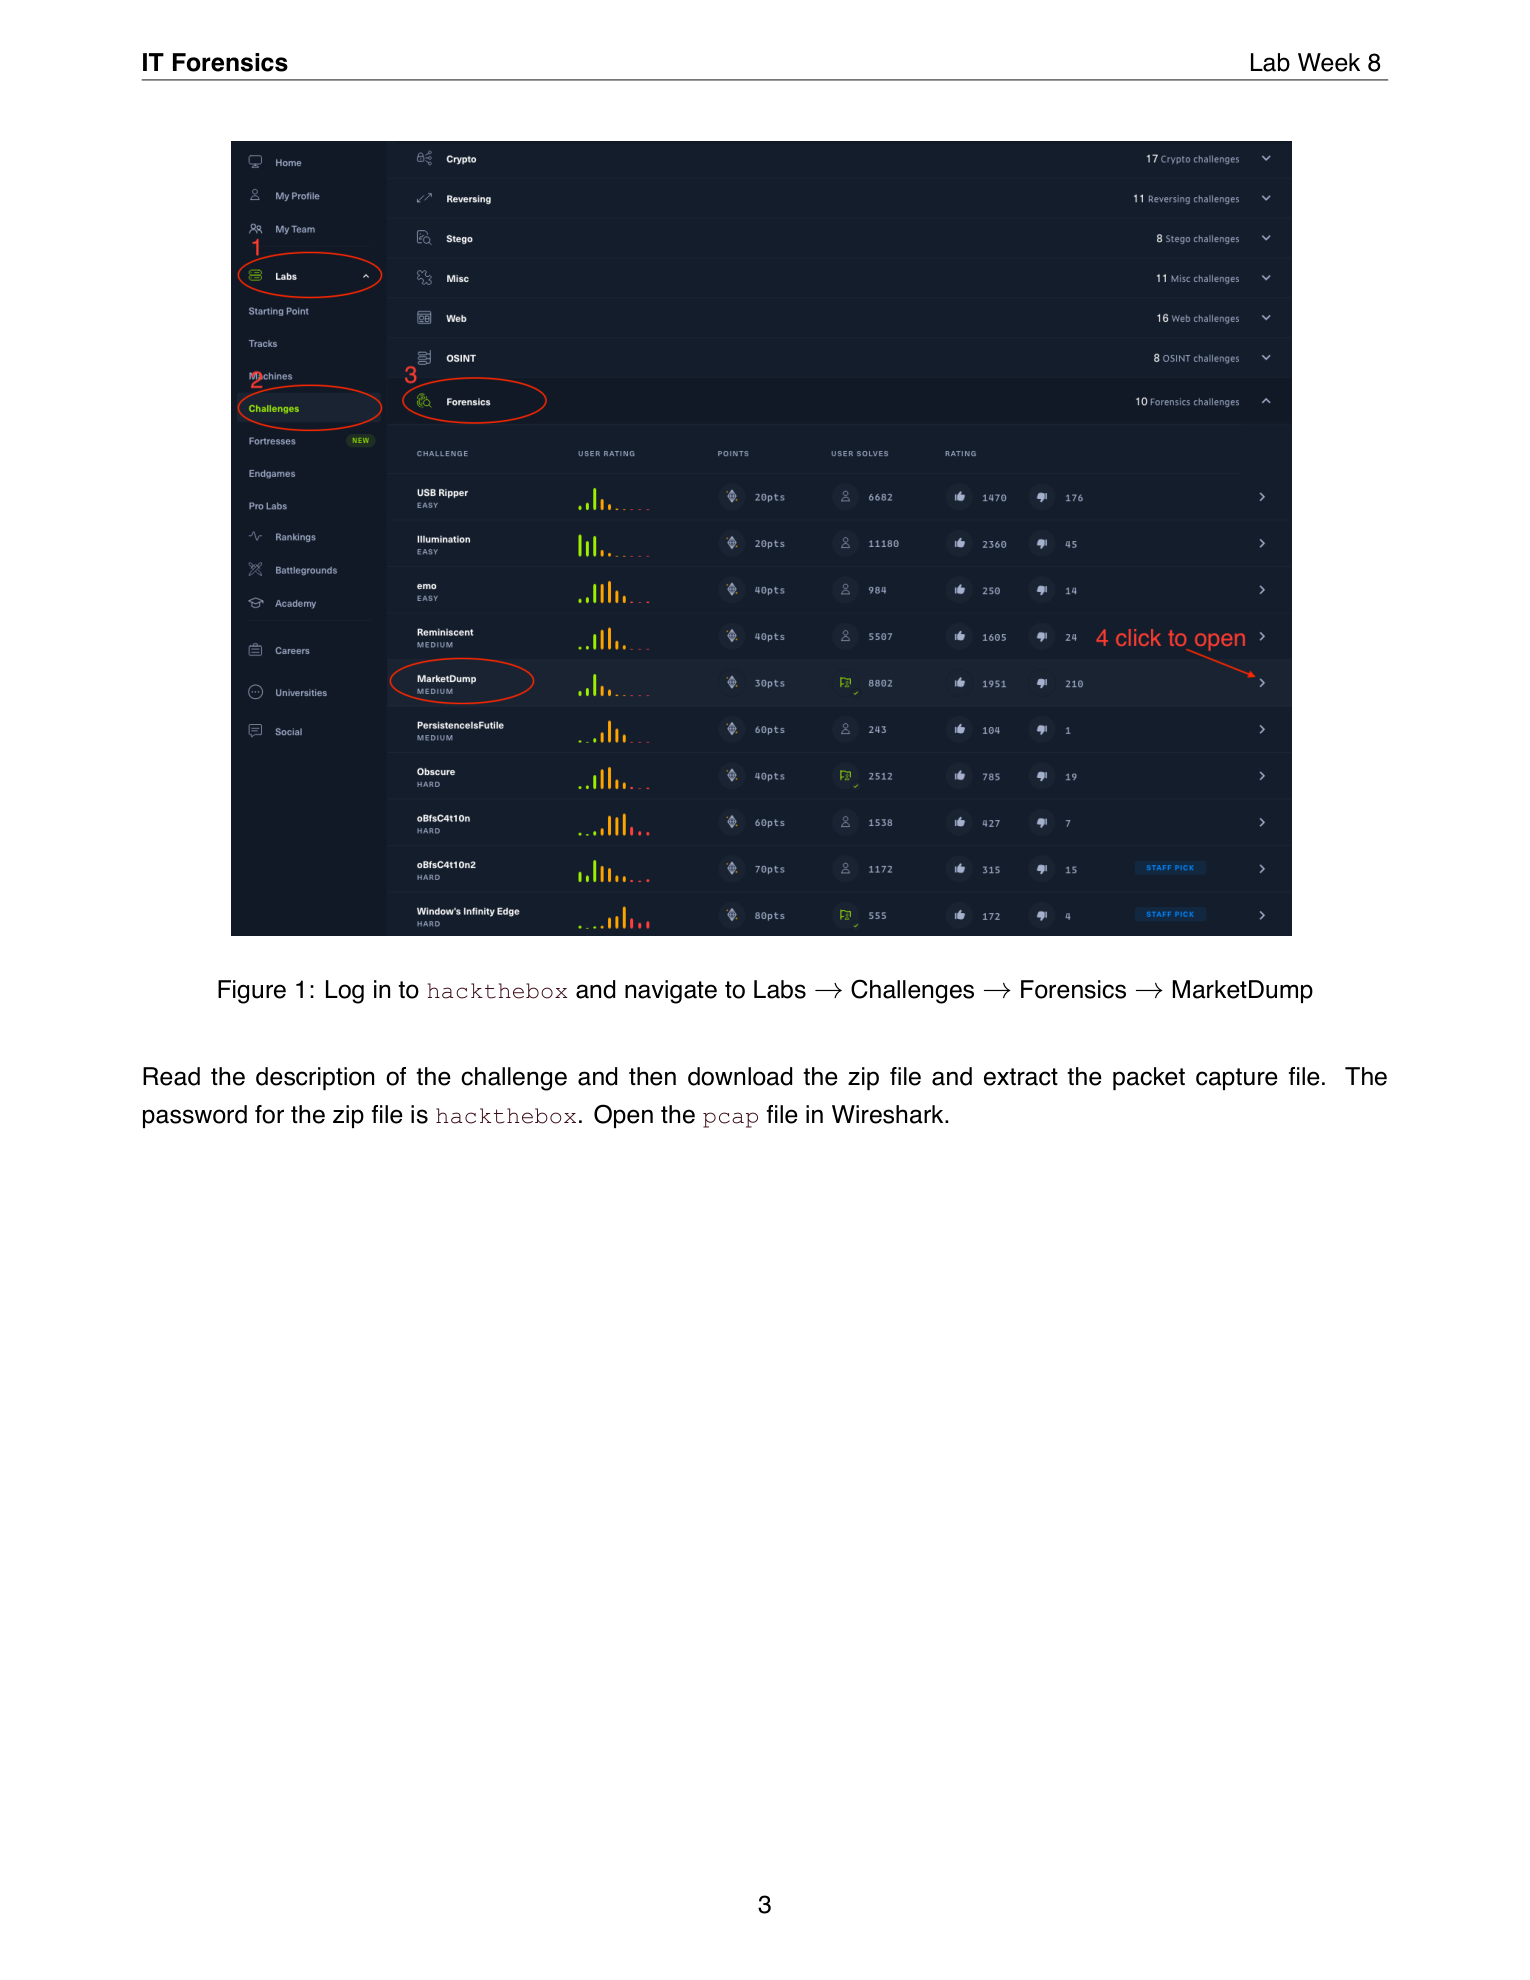 IT Forensics Lab Week 8
Home
My Profile
My Team
1
Labs
Starting Point
Tracks
Machines
2
Challenges
Fortresses NEW
Endgames
Pro Labs
Rankings
Battlegrounds
Academy
Careers
Universities
Social
Crypto 17 Crypto challenges
Reversing 11 Reversing challenges
Stego 8 Stego challenges
Misc 11 Misc challenges
Web 16 Web challenges
OSINT 8 OSINT challenges
3
Forensics 10 Forensics challenges
CHALLENGE USER RATING POINTS USER SOLVES RATING
USB Ripper 20pts 6682 1470 176
EASY
Illumination 20pts 11180 2360 45
EASY
emo 40pts 984 250 14
EASY
Reminiscent 40pts 5507 1605 24
MEDIUM
4 click to open
MarketDump 30pts 8802 1951 210
MEDIUM
PersistenceIsFutile 60pts 243 104 1
MEDIUM
Obscure 40pts 2512 785 19
HARD
oBfsC4t10n 60pts 1538 427 7
HARD
oBfsC4t10n2 70pts 1172 315 15 STAFF PICK
HARD
Window's Infinity Edge 80pts 555 172 4 STAFF PICK
HARD
Figure 1: Log in to hackthebox and navigate to Labs → Challenges → Forensics → MarketDump
Read the description of the challenge and then download the zip file and extract the packet capture file. The
password for the zip file is hackthebox. Open the pcap file in Wireshark.
3